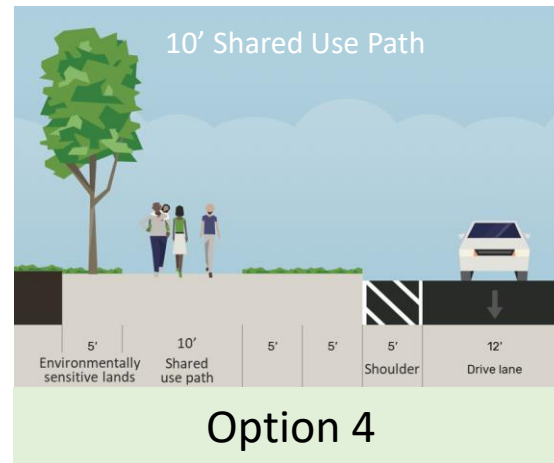 10’ Shared Use Path
5’
Environmentally
sensitive lands
10’
Shared
use path
5’
5’
5’
Shoulder
12’
Drive lane
Option 4